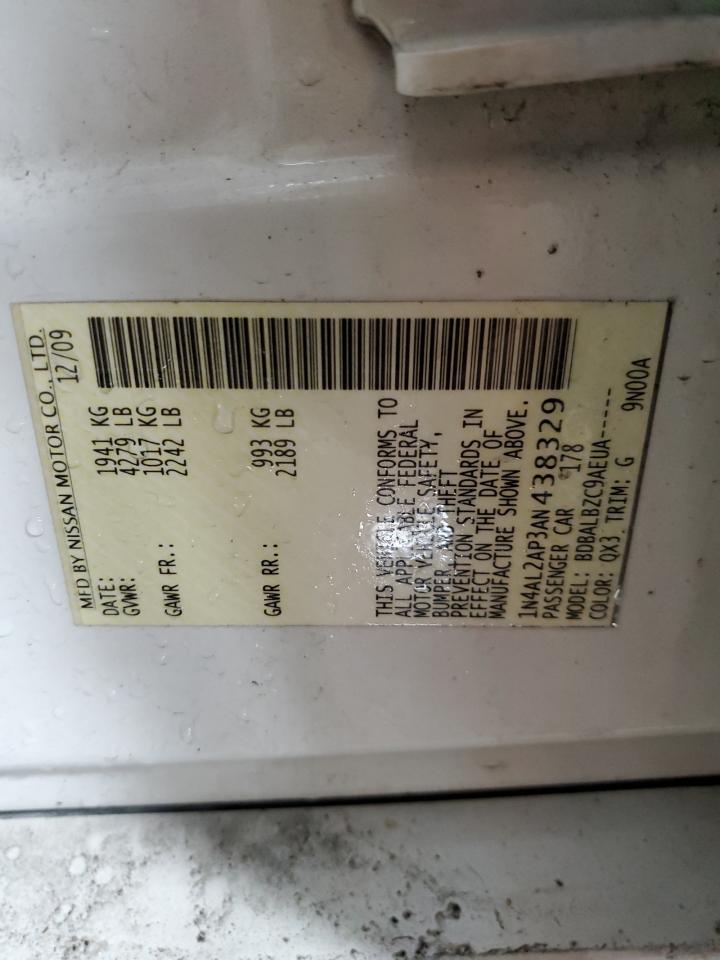 MFD BY NISSAN MOTOR CO., LTD.
DATE: 12/09
GVWR: 1941 KG
4279 LB
GAWR FR.: 1017 KG
2242 LB
GAWR RR.: 993 KG
2189 LB
THIS VEHICLE CONFORMS TO
ALL APPLICABLE FEDERAL
MOTOR VEHICLE SAFETY,
BUMPER, AND THEFT
PREVENTION STANDARDS IN
EFFECT ON THE DATE OF
MANUFACTURE SHOWN ABOVE.
1N4AL2AP3AN438329
PASSENGER CAR 178
MODEL: BDBALBZC9AEUA-----
COLOR: QX3 TRIM: G 9N00A